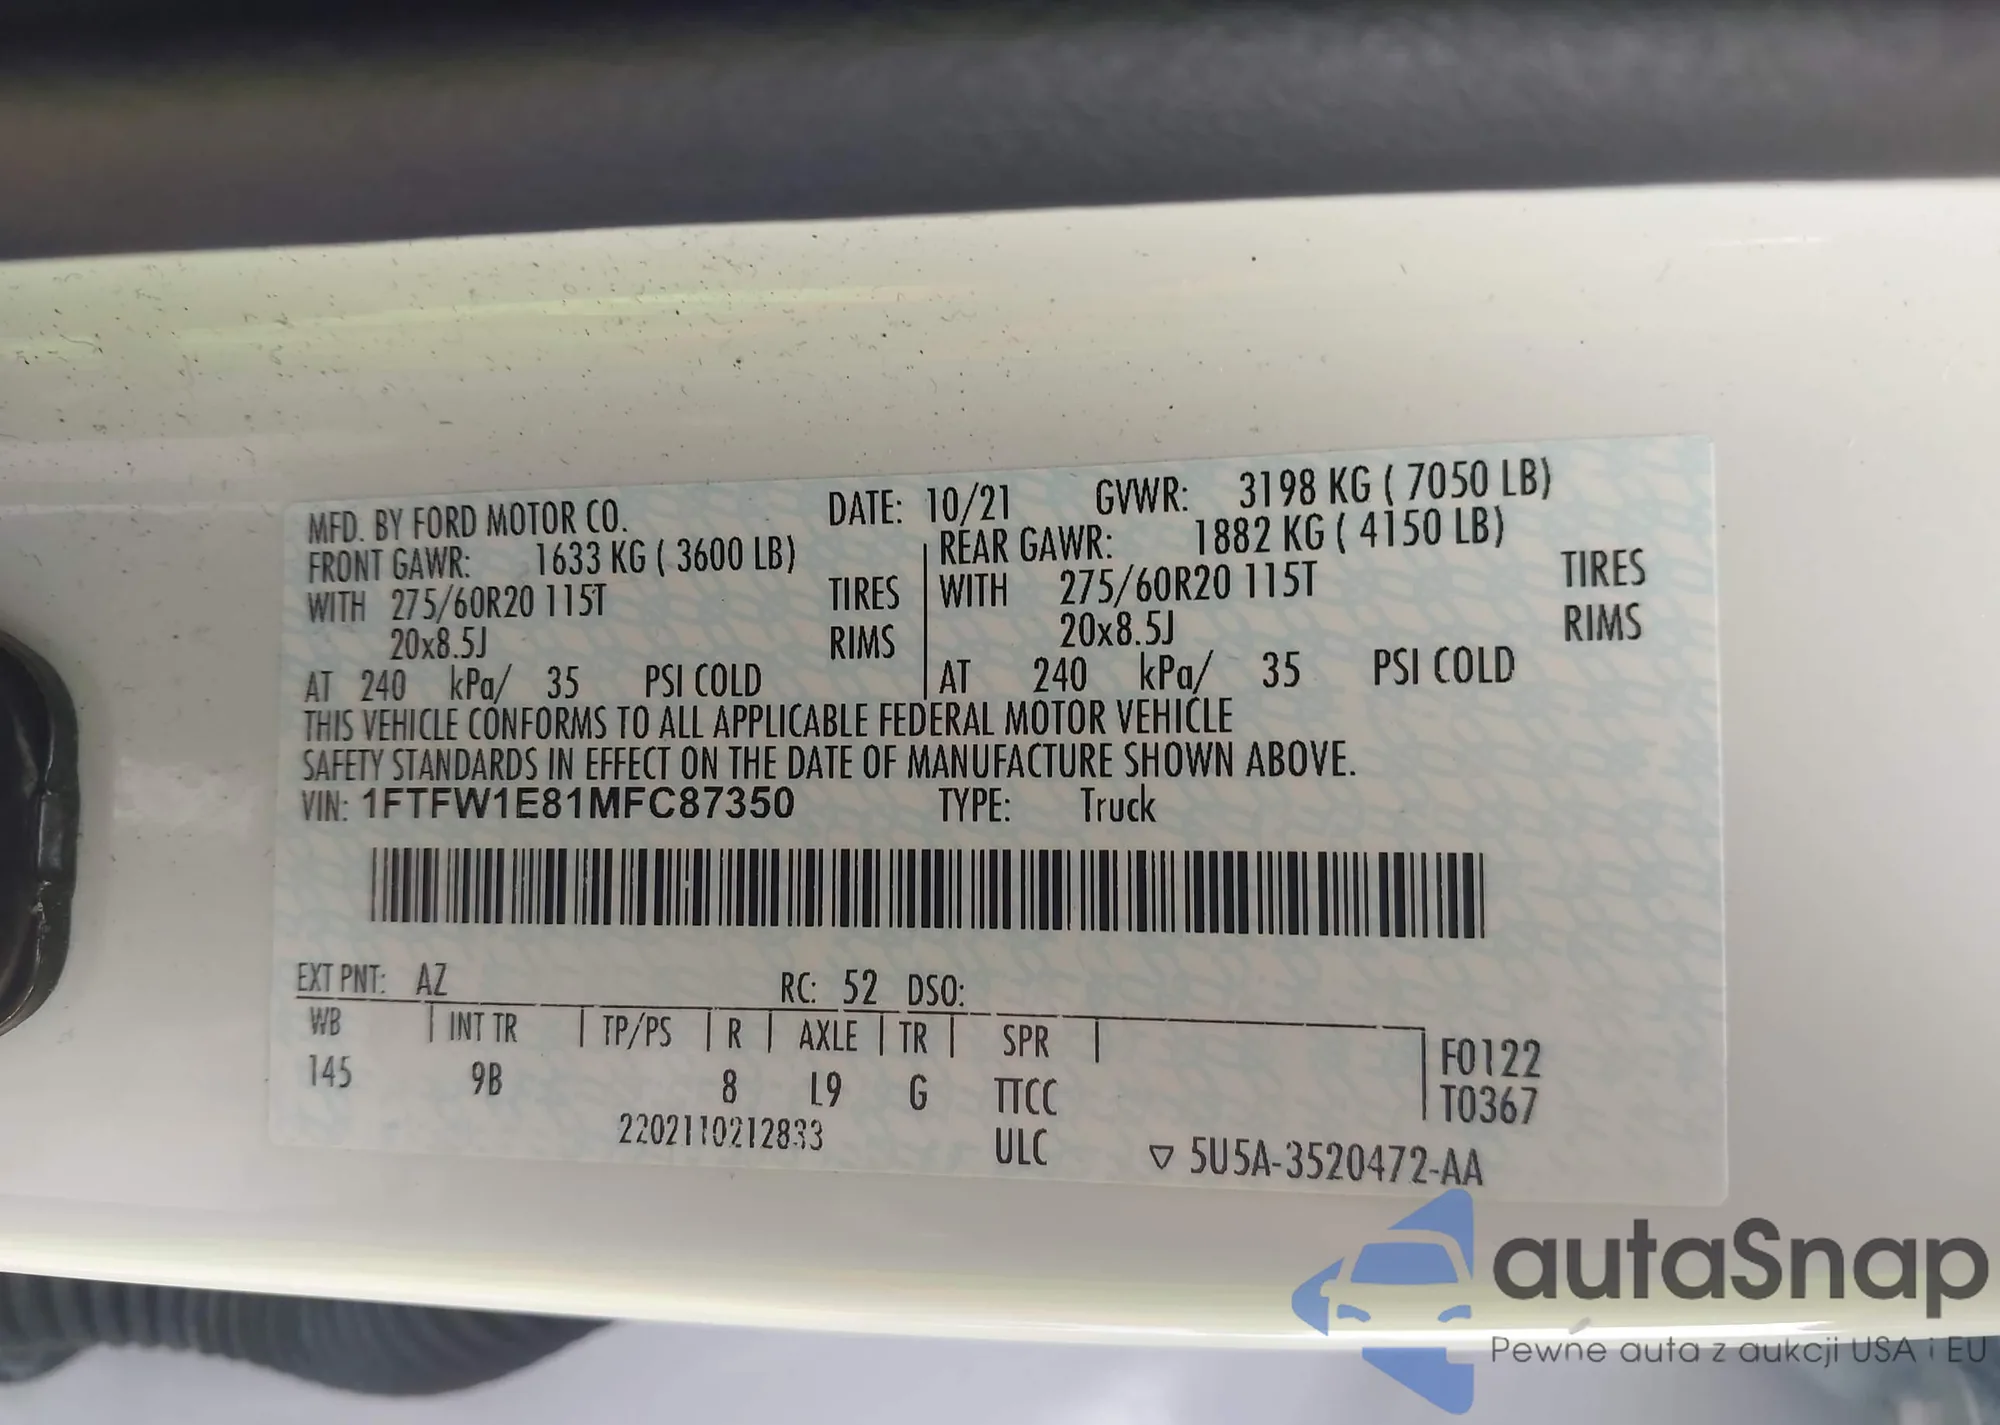 MFD. BY FORD MOTOR CO. DATE: 10/21 GVWR: 3198 KG ( 7050 LB)
FRONT GAWR: 1633 KG ( 3600 LB) REAR GAWR: 1882 KG ( 4150 LB)
WITH 275/60R20 115T TIRES WITH 275/60R20 115T TIRES
20x8.5J RIMS 20x8.5J RIMS
AT 240 kPa/ 35 PSI COLD AT 240 kPa/ 35 PSI COLD
THIS VEHICLE CONFORMS TO ALL APPLICABLE FEDERAL MOTOR VEHICLE
SAFETY STANDARDS IN EFFECT ON THE DATE OF MANUFACTURE SHOWN ABOVE.
VIN: 1FTFW1E81MFC87350 TYPE: Truck
EXT PNT: AZ RC: 52 DSO:
WB INT TR TP/PS R AXLE TR SPR F0122
145 9B 8 L9 G TTCC T0367
2202110212833 ULC ▽ 5U5A-3520472-AA
autaSnap
Pewne auta z aukcji USA i EU